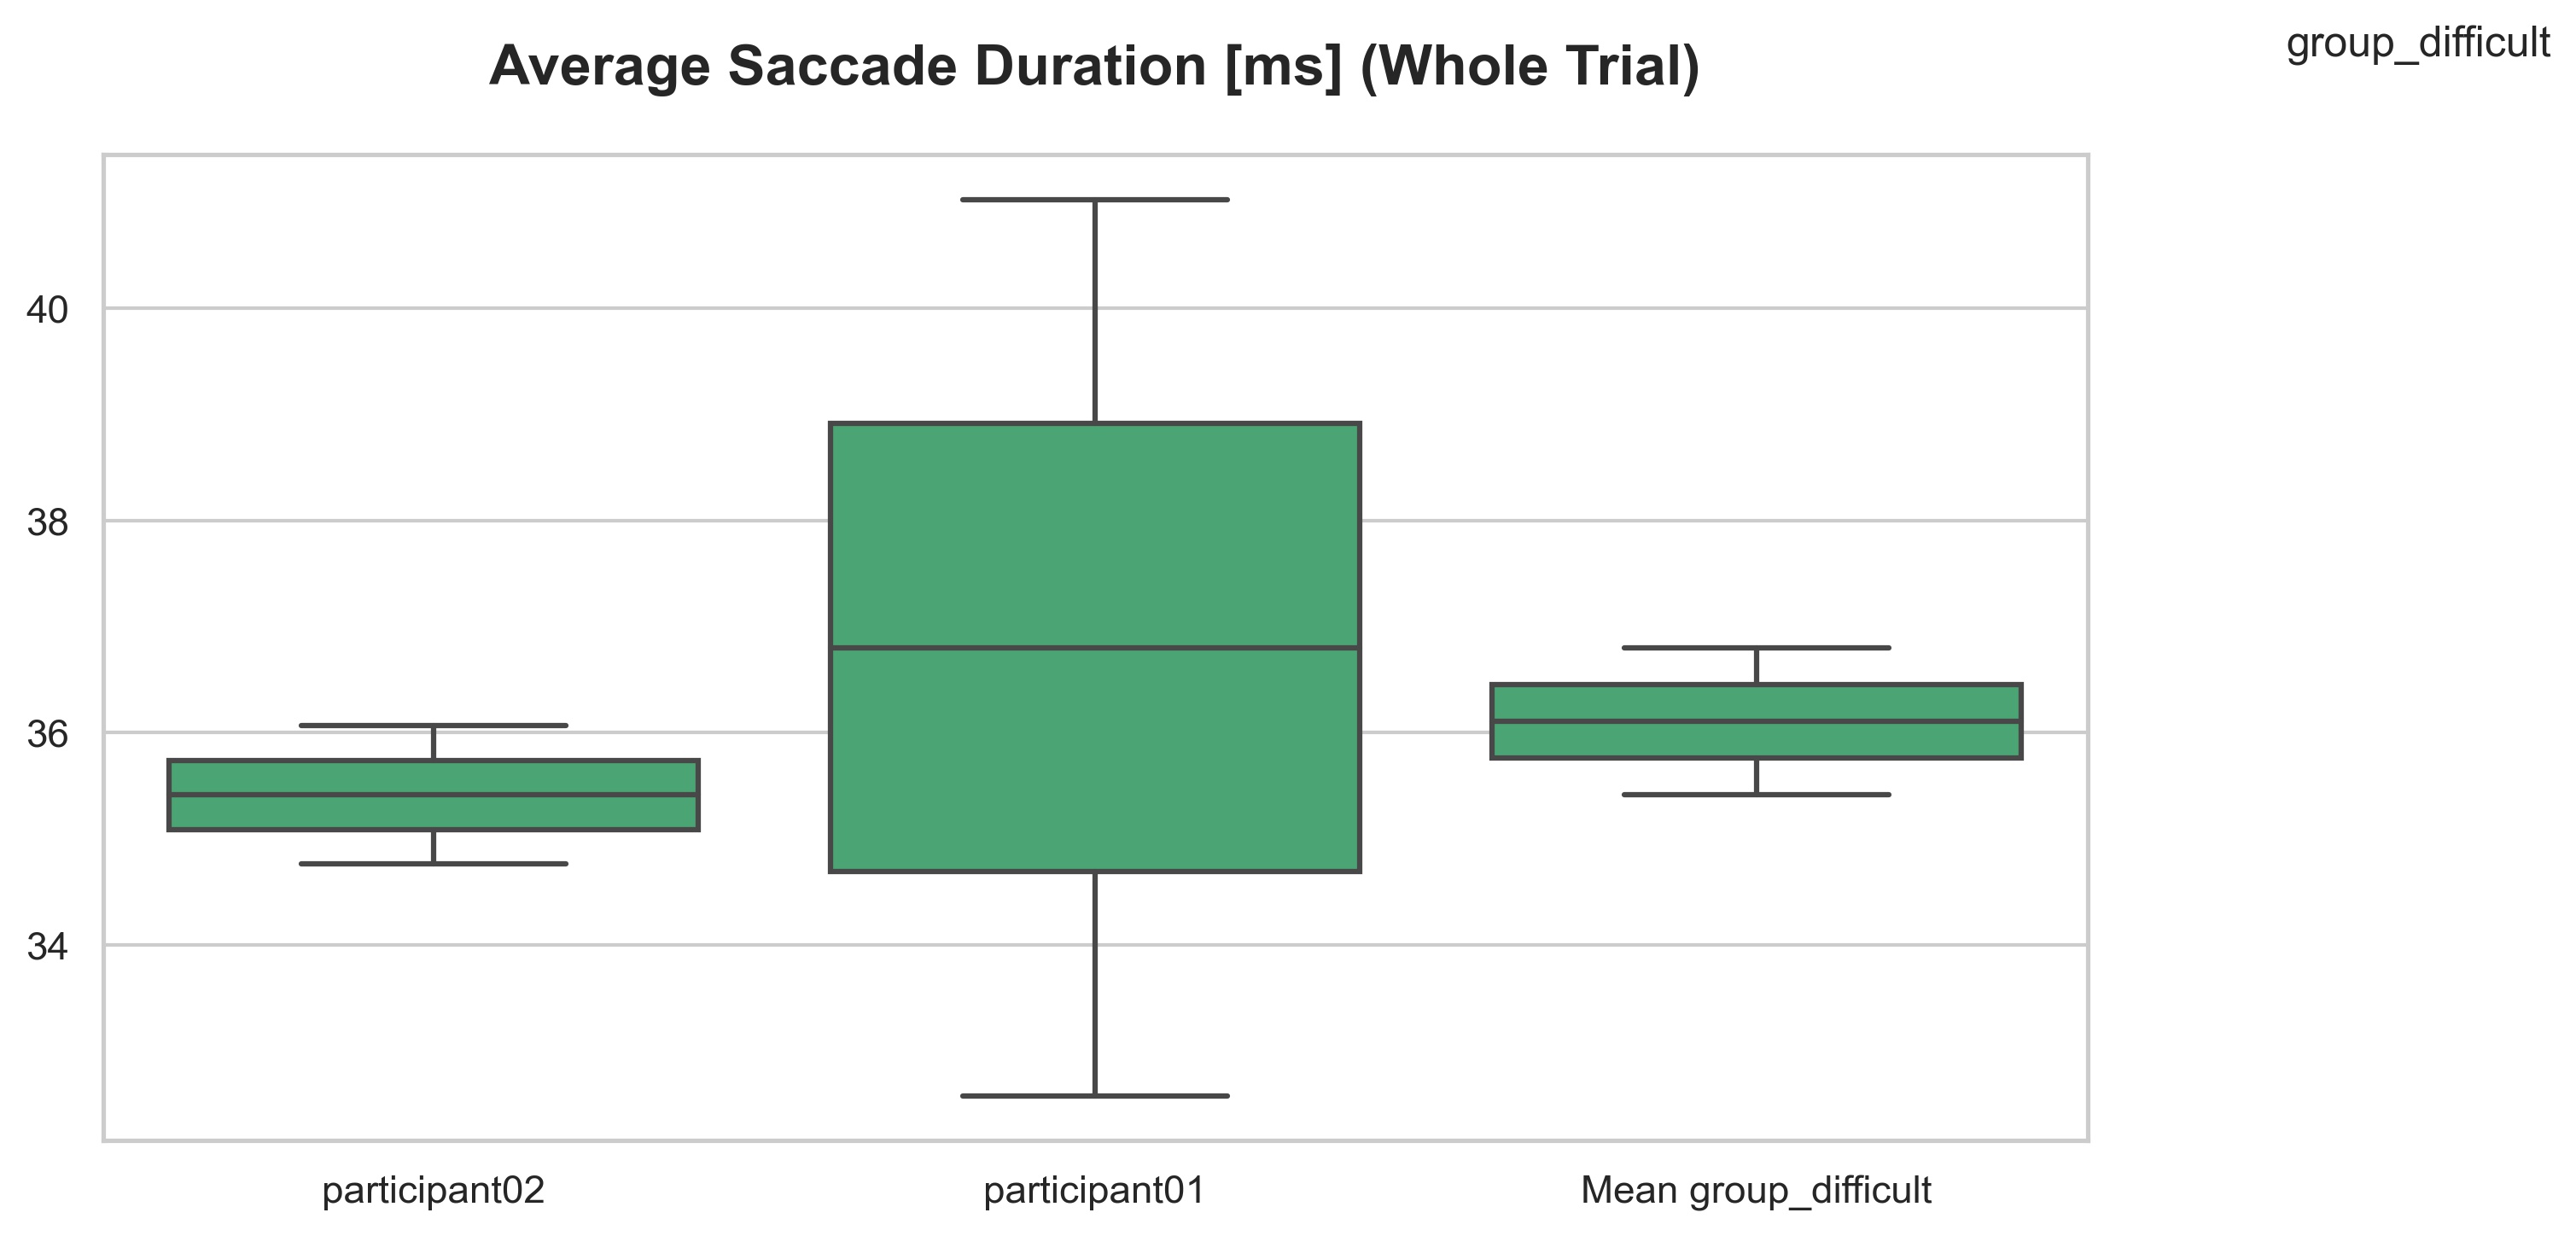 group_difficult
Average Saccade Duration [ms] (Whole Trial)
40
38
36
34
participant02
participant01
Mean group_difficult